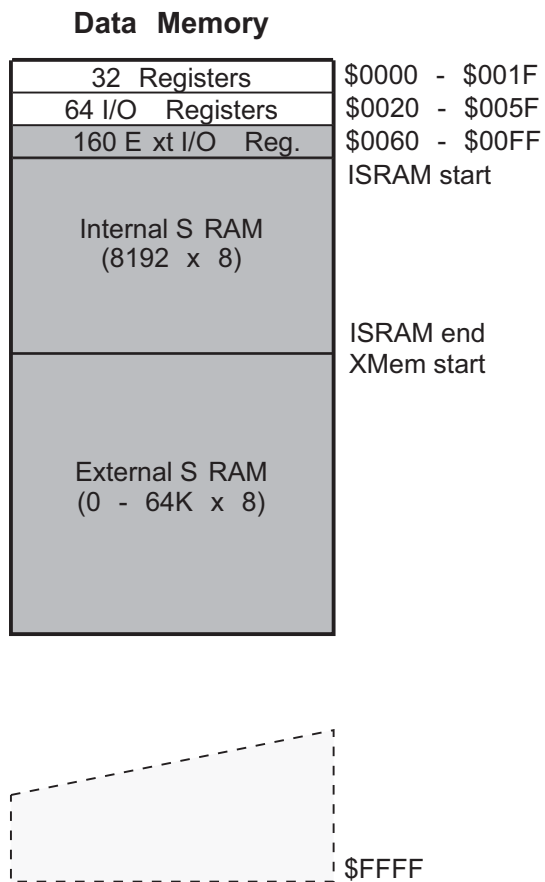 Data Memory
32 Registers
$0000 - $001F
64 I/O Registers
$0020 - $005F
160 E xt I/O Reg.
$0060 - $00FF
ISRAM start
Internal S RAM
(8192 x 8)
ISRAM end
XMem start
External S RAM
(0 - 64K x 8)
$FFFF